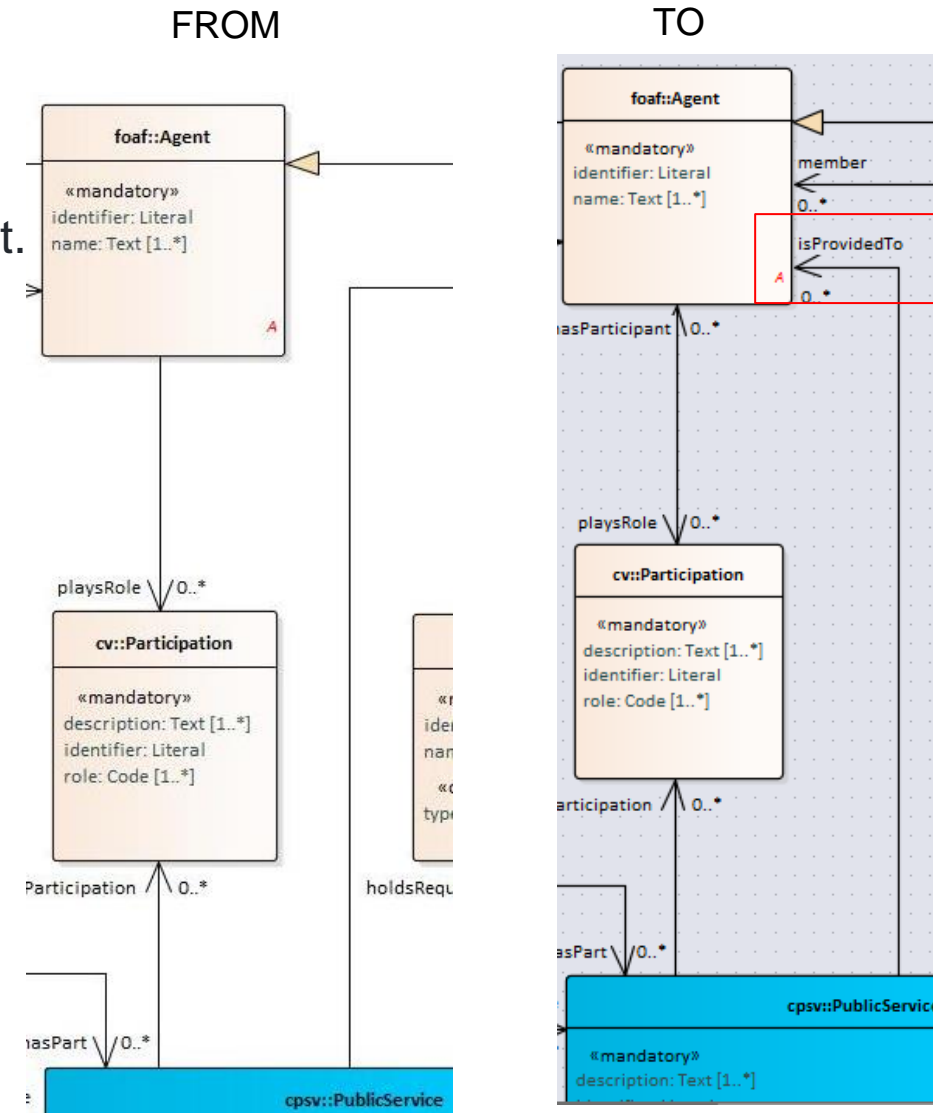 FROM
foaf::Agent
«mandatory»
identifier: Literal
name: Text [1..*]
t.
A
playsRole
0..*
cv::Participation
«mandatory»
description: Text [1..*]
identifier: Literal
role: Code [1..*]
Participation
0..*
holdsRequ
asPart
0..*
cpsv::PublicService
TO
foaf::Agent
«mandatory»
identifier: Literal
name: Text [1..*]
member
0..*
isProvidedTo
A
0..*
asParticipant
0..*
playsRole
0..*
cv::Participation
«mandatory»
description: Text [1..*]
identifier: Literal
role: Code [1..*]
articipation
0..*
asPart
0..*
cpsv::PublicService
«mandatory»
description: Text [1..*]